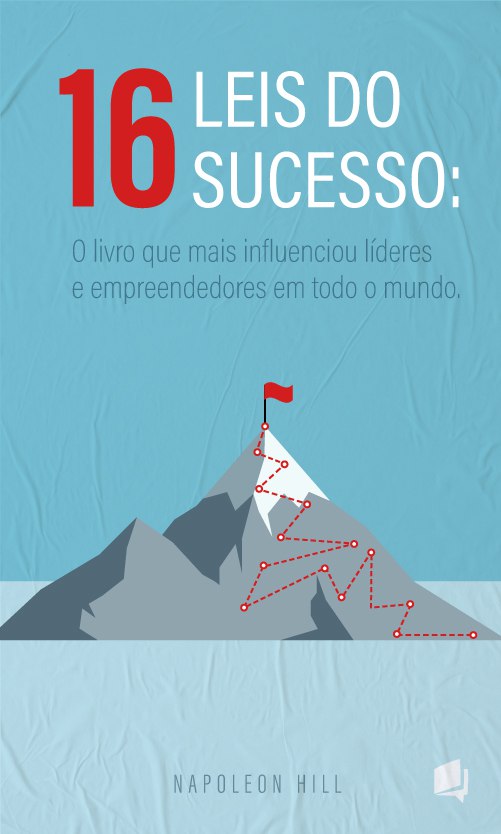 16 LEIS DO
SUCESSO:
O livro que mais influenciou líderes
e empreendedores em todo o mundo.
NAPOLEON HILL